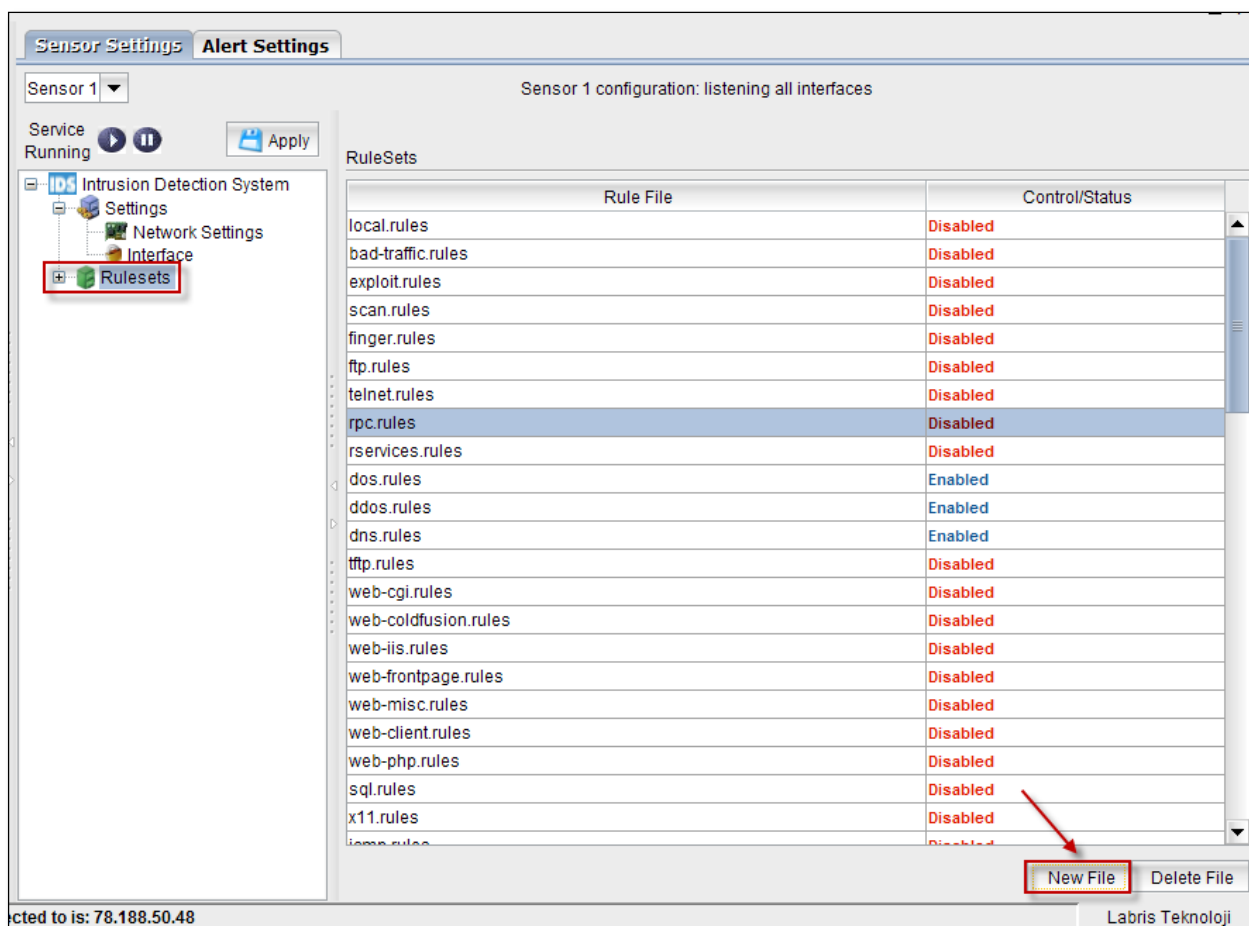 Sensor Settings Alert Settings
Sensor 1 Sensor 1 configuration: listening all interfaces
Service
Running
Apply
IDS Intrusion Detection System
Settings
Network Settings
Interface
Rulesets
RuleSets
Rule File Control/Status
local.rules Disabled
bad-traffic.rules Disabled
exploit.rules Disabled
scan.rules Disabled
finger.rules Disabled
ftp.rules Disabled
telnet.rules Disabled
rpc.rules Disabled
rservices.rules Disabled
dos.rules Enabled
ddos.rules Enabled
dns.rules Enabled
tftp.rules Disabled
web-cgi.rules Disabled
web-coldfusion.rules Disabled
web-iis.rules Disabled
web-frontpage.rules Disabled
web-misc.rules Disabled
web-client.rules Disabled
web-php.rules Disabled
sql.rules Disabled
x11.rules Disabled
icmp.rules Disabled
New File Delete File
ected to is: 78.188.50.48 Labris Teknoloji